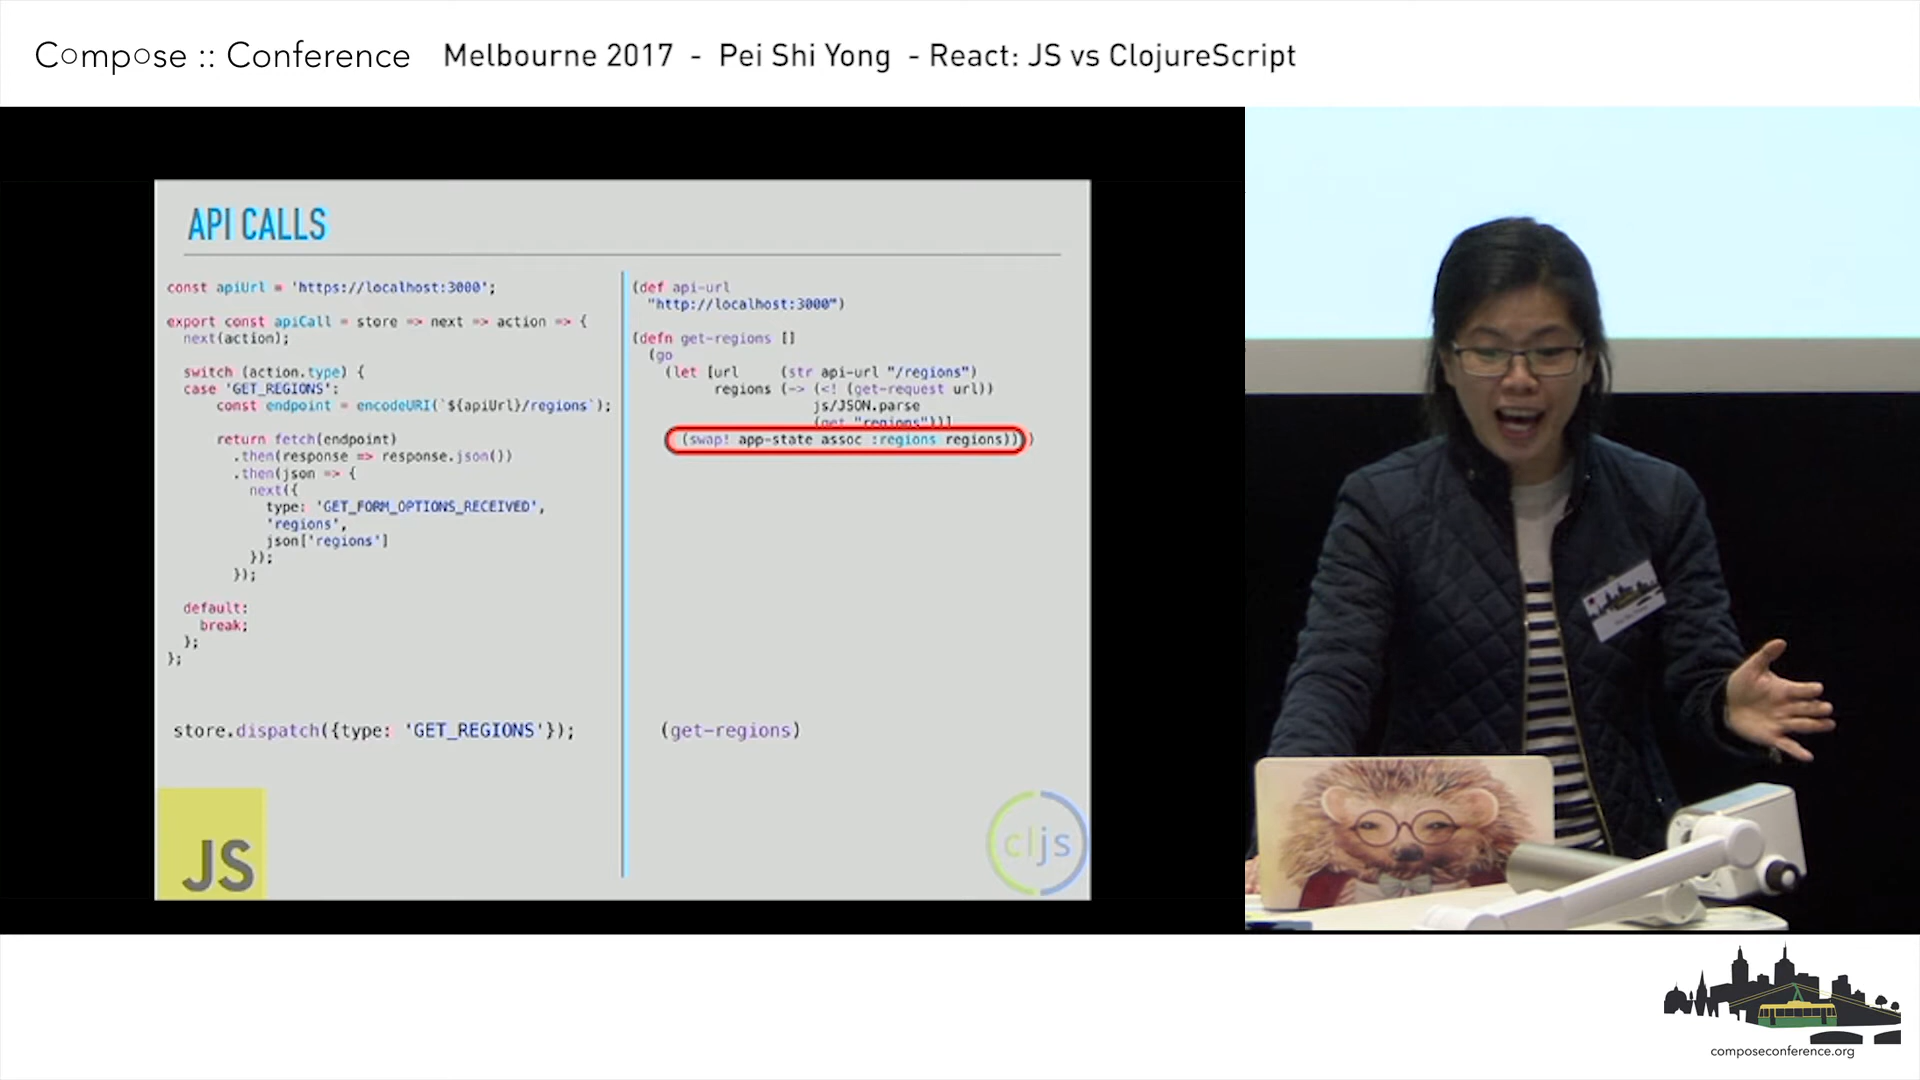 Compose :: Conference Melbourne 2017 - Pei Shi Yong - React: JS vs ClojureScript
API CALLS
const apiUrl = 'https://localhost:3000';
export const apiCall = store => next => action => {
next(action);
switch (action.type) {
case 'GET_REGIONS':
const endpoint = encodeURI(`${apiUrl}/regions`);
return fetch(endpoint)
.then(response => response.json())
.then(json => {
next({
type: 'GET_FORM_OPTIONS_RECEIVED',
'regions',
json['regions']
});
});
default:
break;
};
};
store.dispatch({type: 'GET_REGIONS'});
JS
(def api-url
"http://localhost:3000")
(defn get-regions []
(go
(let [url (str api-url "/regions")
regions (-> (<! (get-request url))
js/JSON.parse
(get "regions"))]
(swap! app-state assoc :regions regions)))
(get-regions)
cljs
composeconference.org